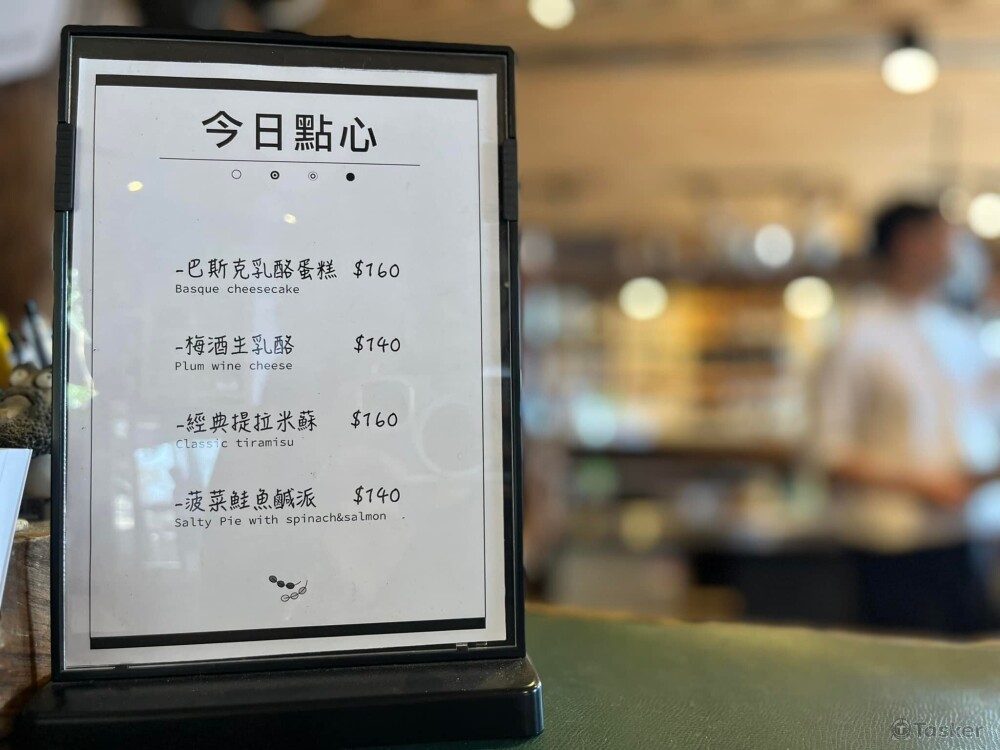 今日點心
-巴斯克乳酪蛋糕 $160
Basque cheesecake
-梅酒生乳酪 $140
Plum wine cheese
-經典提拉米蘇 $160
Classic tiramisu
-菠菜鮭魚鹹派 $140
Salty Pie with spinach&salmon
Tasker